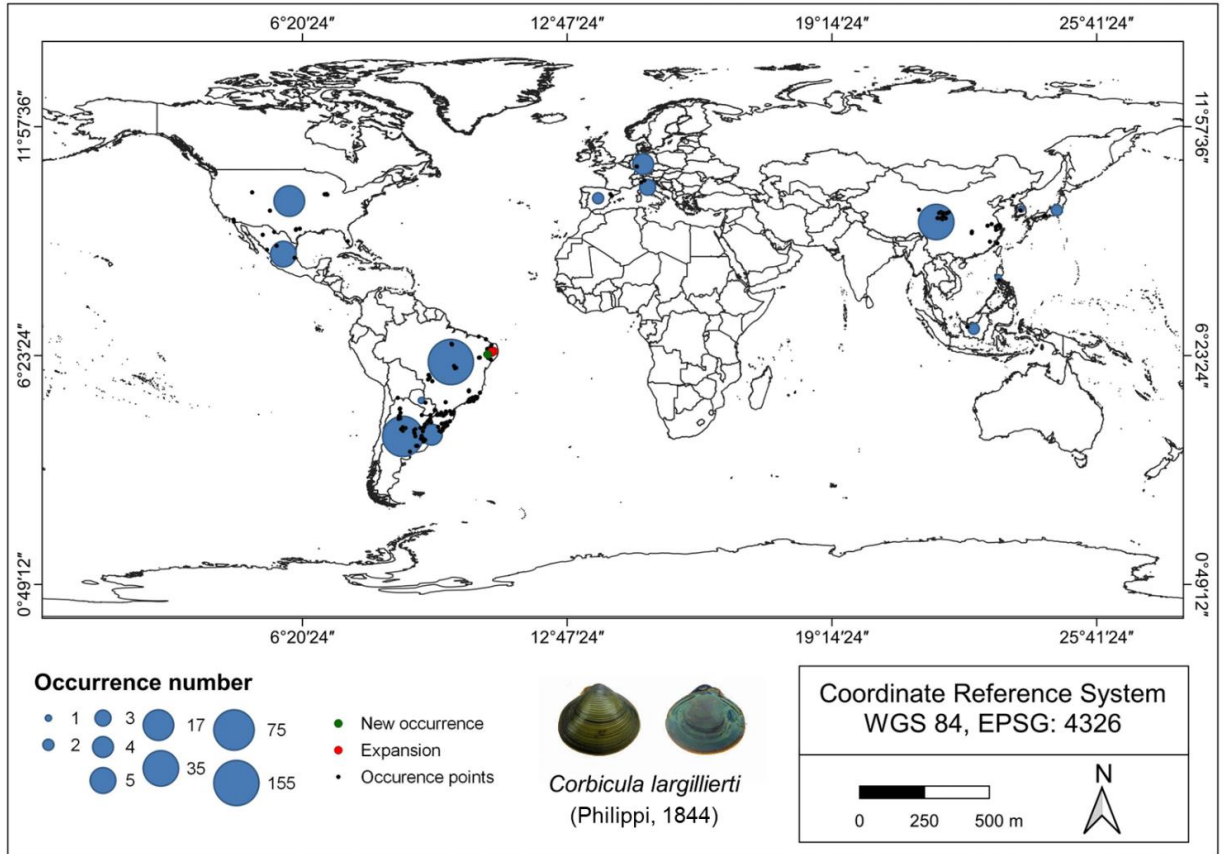 6°20′24″ 12°47′24″ 19°14′24″ 25°41′24″
11°57′36″ 11°57′36″
6°23′24″ 6°23′24″
0°49′12″ 0°49′12″
6°20′24″ 12°47′24″ 19°14′24″ 25°41′24″
Occurrence number
1 3 17 75
2 4 35 155
5
New occurrence
Expansion
Occurence points
Corbicula largillierti
(Philippi, 1844)
Coordinate Reference System
WGS 84, EPSG: 4326
N
0 250 500 m